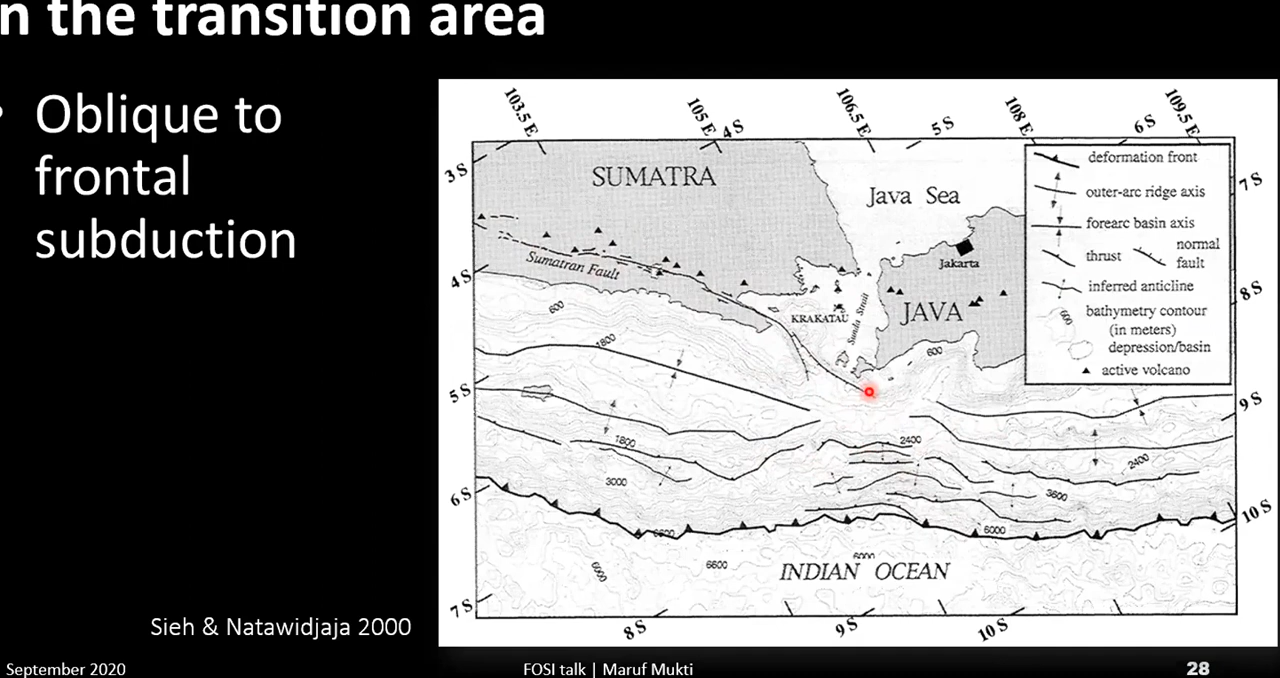 n the transition area
• Oblique to
frontal
subduction
103.5 E
105 E
4 S
106.5 E
5 S
108 E
6 S
109.5 E
3 S
4 S
5 S
6 S
7 S
7 S
8 S
9 S
10 S
8 S
9 S
10 S
SUMATRA
Java Sea
Sumatran Fault
Jakarta
KRAKATAU
Sunda Strait
JAVA
600
1800
600
1800
3000
2400
2400
3600
6000
6600
6000
INDIAN OCEAN
deformation front
outer-arc ridge axis
forearc basin axis
thrust
normal
fault
inferred anticline
600
bathymetry contour
(in meters)
depression/basin
active volcano
Sieh & Natawidjaja 2000
September 2020
FOSI talk | Maruf Mukti
28